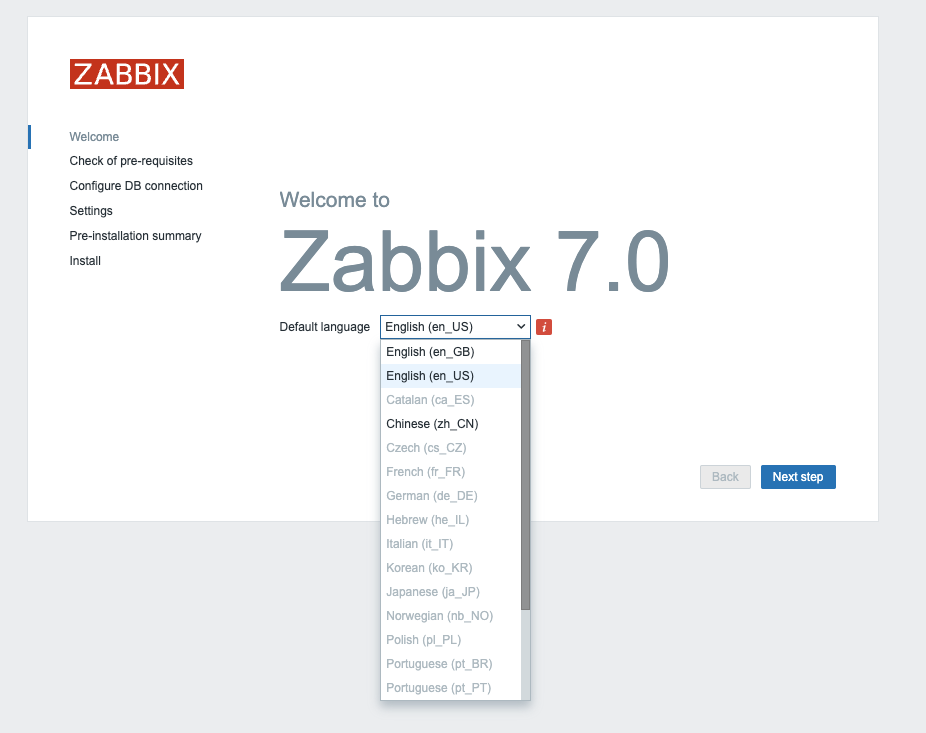 ZABBIX
Welcome
Check of pre-requisites
Configure DB connection
Settings
Pre-installation summary
Install
Welcome to
Zabbix 7.0
Default language English (en_US) i
English (en_GB)
English (en_US)
Catalan (ca_ES)
Chinese (zh_CN)
Czech (cs_CZ)
French (fr_FR)
German (de_DE)
Hebrew (he_IL)
Italian (it_IT)
Korean (ko_KR)
Japanese (ja_JP)
Norwegian (nb_NO)
Polish (pl_PL)
Portuguese (pt_BR)
Portuguese (pt_PT)
Back Next step